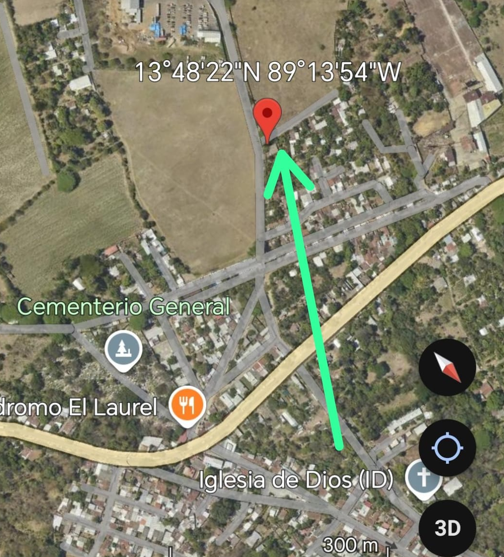 13°48'22"N 89°13'54"W
Cementerio General
dromo El Laurel
Iglesia de Dios (ID)
300 m
3D